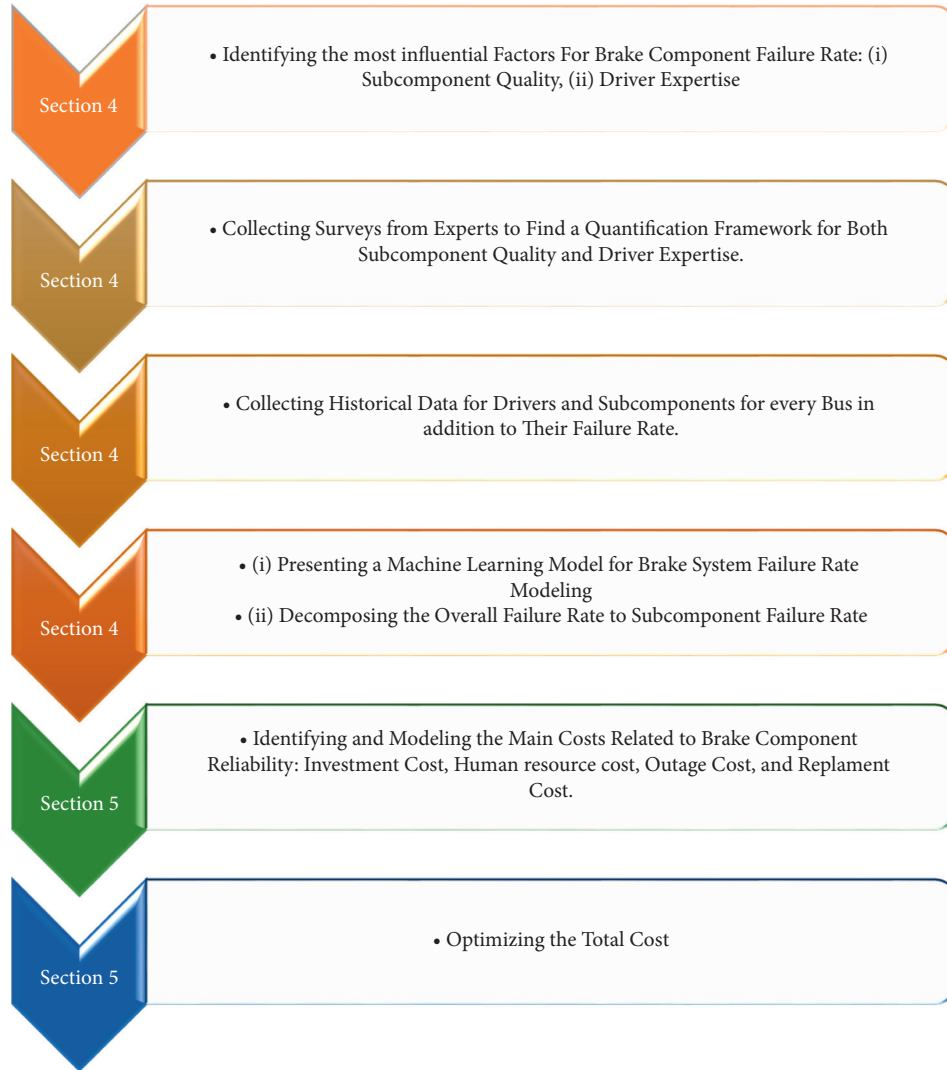 Section 4
• Identifying the most influential Factors For Brake Component Failure Rate: (i)
Subcomponent Quality, (ii) Driver Expertise
Section 4
• Collecting Surveys from Experts to Find a Quantification Framework for Both
Subcomponent Quality and Driver Expertise.
Section 4
• Collecting Historical Data for Drivers and Subcomponents for every Bus in
addition to Their Failure Rate.
Section 4
• (i) Presenting a Machine Learning Model for Brake System Failure Rate
Modeling
• (ii) Decomposing the Overall Failure Rate to Subcomponent Failure Rate
Section 5
• Identifying and Modeling the Main Costs Related to Brake Component
Reliability: Investment Cost, Human resource cost, Outage Cost, and Replament
Cost.
Section 5
• Optimizing the Total Cost